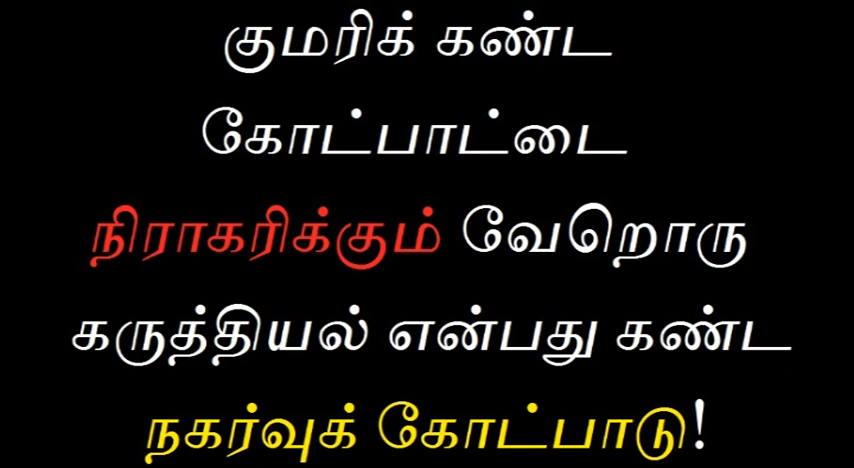 குமரிக் கண்ட
கோட்பாட்டை
நிராகரிக்கும் வேறொரு
கருத்தியல் என்பது கண்ட
நகர்வுக் கோட்பாடு!